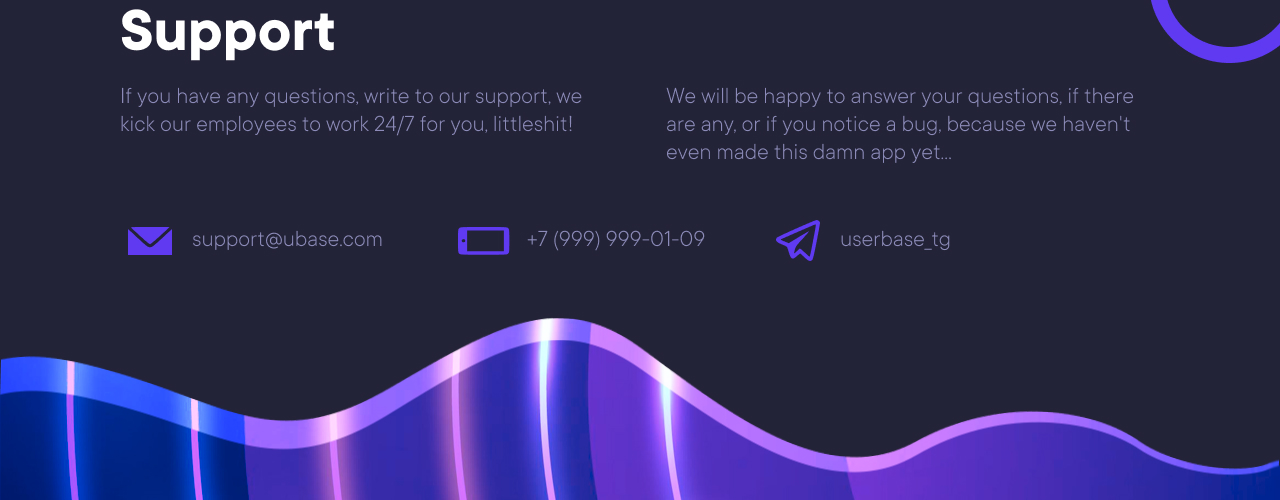 Support
If you have any questions, write to our support, we
kick our employees to work 24/7 for you, littleshit!
We will be happy to answer your questions, if there
are any, or if you notice a bug, because we haven't
even made this damn app yet...
support@ubase.com
+7 (999) 999-01-09
userbase_tg